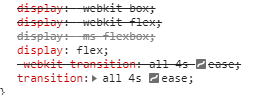 display: -webkit-box;
display: -webkit-flex;
display: -ms-flexbox;
display: flex;
-webkit-transition: all 4s ease;
transition: all 4s ease;
}